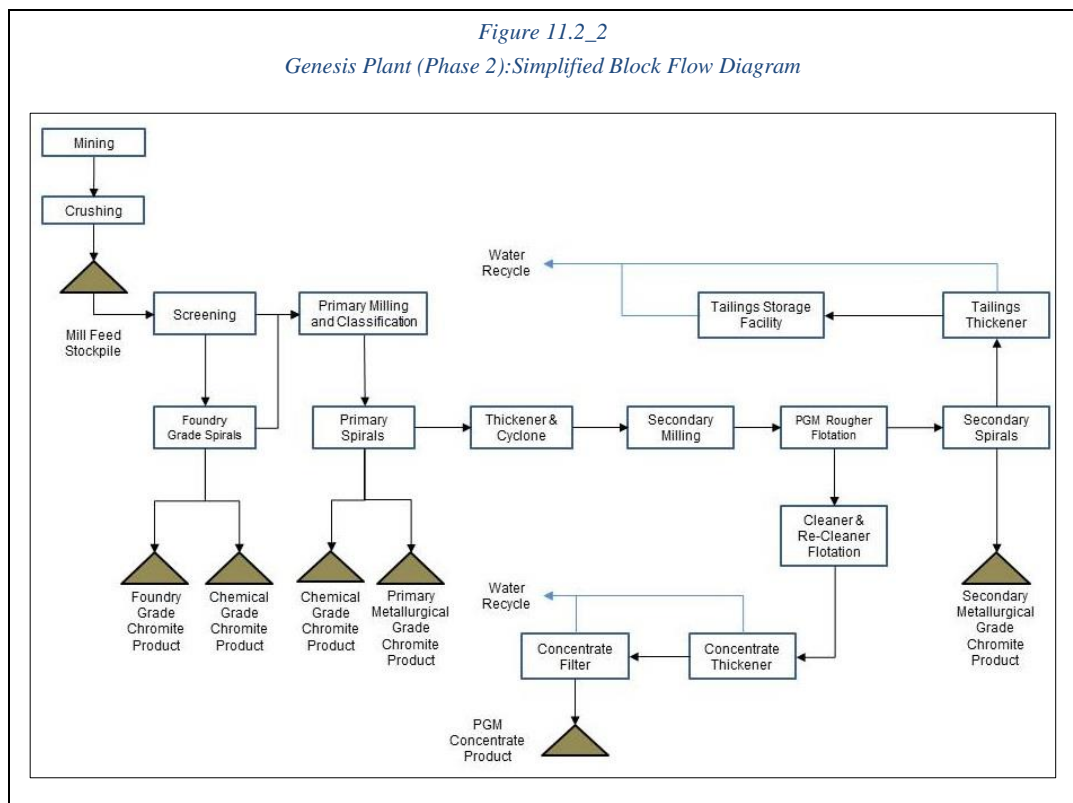 Figure 11.2_2
Genesis Plant (Phase 2):Simplified Block Flow Diagram
Mining
Crushing
Mill Feed
Stockpile
Screening
Primary Milling
and Classification
Water
Recycle
Tailings Storage
Facility
Tailings
Thickener
Foundry
Grade Spirals
Primary
Spirals
Thickener &
Cyclone
Secondary
Milling
PGM Rougher
Flotation
Secondary
Spirals
Cleaner &
Re-Cleaner
Flotation
Foundry
Grade
Chromite
Product
Chemical
Grade
Chromite
Product
Chemical
Grade
Chromite
Product
Primary
Metallurgical
Grade
Chromite
Product
Water
Recycle
Concentrate
Filter
Concentrate
Thickener
Secondary
Metallurgical
Grade
Chromite
Product
PGM
Concentrate
Product